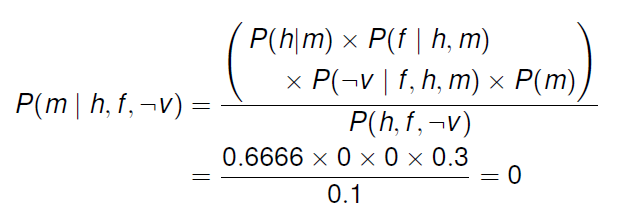 P(m | h, f, ¬v) = ( P(h|m) × P(f | h, m)
× P(¬v | f, h, m) × P(m) )
P(h, f, ¬v)
= 0.6666 × 0 × 0 × 0.3
0.1
= 0